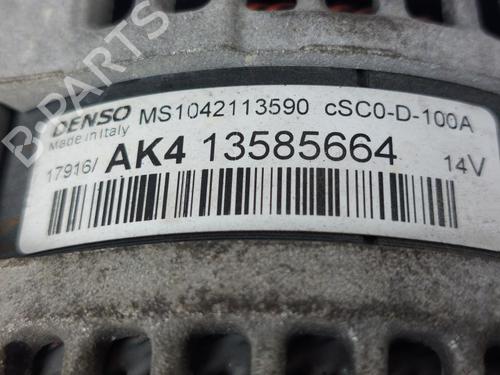 DENSO MS1042113590 cSC0-D-100A
Made in Italy
17916/ AK4 13585664 14V
B-PARTS